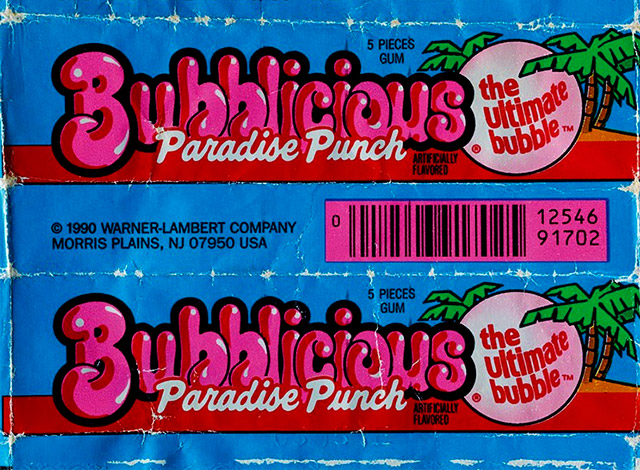 5 PIECES
GUM
Bubblicious
Paradise Punch
ARTIFICIALLY
FLAVORED
the
ultimate
bubble™
®
© 1990 WARNER-LAMBERT COMPANY
MORRIS PLAINS, NJ 07950 USA
0
12546
91702
5 PIECES
GUM
Bubblicious
Paradise Punch
ARTIFICIALLY
FLAVORED
the
ultimate
bubble™
®